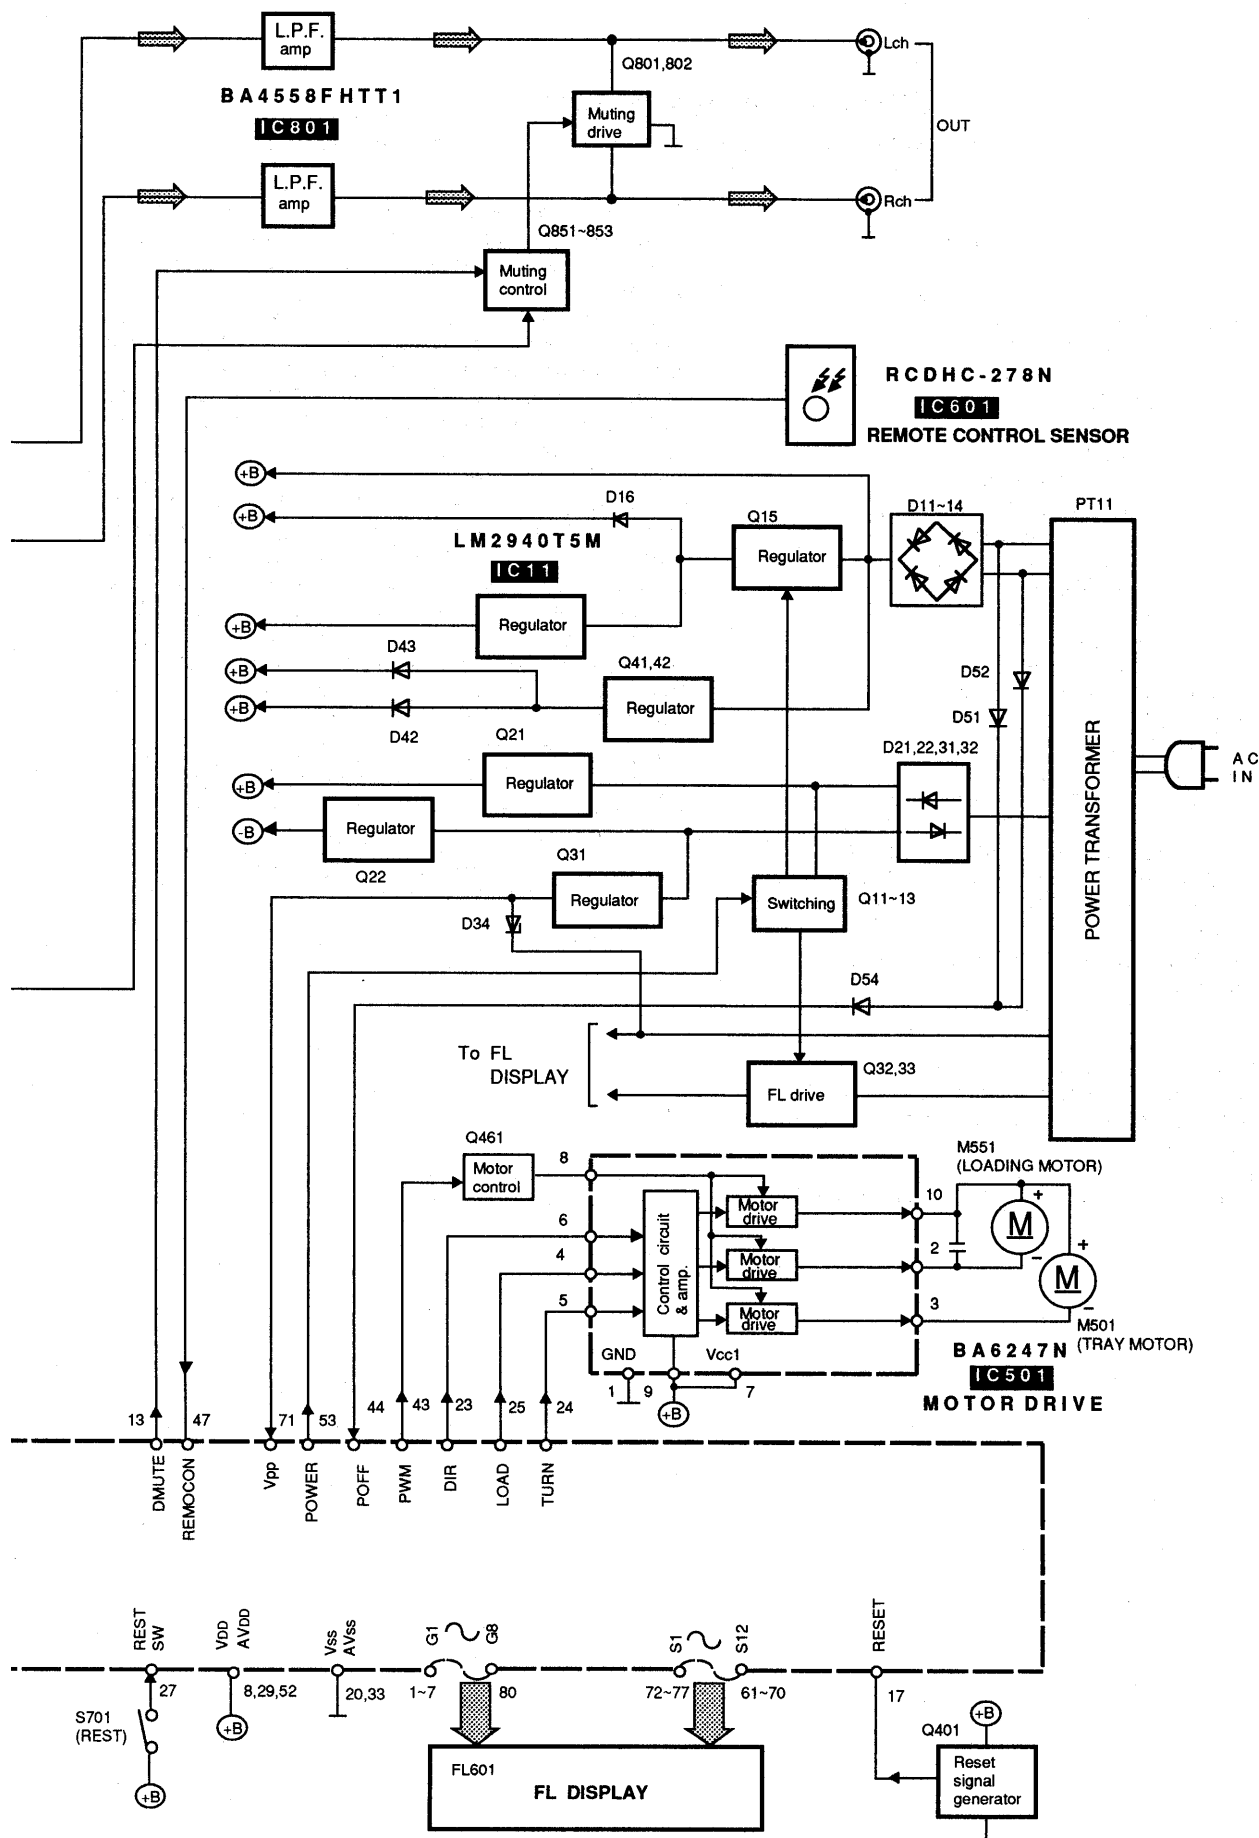 L.P.F.
amp
Lch
Q801,802
BA4558FHTT1
IC801
Muting
drive
OUT
L.P.F.
amp
Rch
Q851~853
Muting
control
RCDHC-278N
IC601
REMOTE CONTROL SENSOR
+B
D16
D11~14
PT11
+B
Q15
LM2940T5M
IC11
Regulator
+B
Regulator
D43
Q41,42
+B
D52
+B
Regulator
D51
D42
Q21
D21,22,31,32
AC
IN
+B
Regulator
-B
Regulator
POWER TRANSFORMER
Q31
Q22
Regulator
Switching
Q11~13
D34
D54
To FL
DISPLAY
Q32,33
FL drive
Q461
M551
(LOADING MOTOR)
Motor
control
8
10
+
Motor
drive
M
6
Control circuit
& amp.
4
Motor
drive
2
-
+
M
5
Motor
drive
3
-
M501
(TRAY MOTOR)
BA6247N
IC501
MOTOR DRIVE
GND
Vcc1
1
9
7
+B
13
47
71
53
44
43
23
25
24
DMUTE
REMOCON
Vpp
POWER
POFF
PWM
DIR
LOAD
TURN
REST
SW
VDD
AVDD
Vss
AVss
G1
G8
S1
S12
RESET
27
8,29,52
20,33
1~7
80
72~77
61~70
17
S701
(REST)
+B
+B
+B
Q401
FL601
FL DISPLAY
Reset
signal
generator